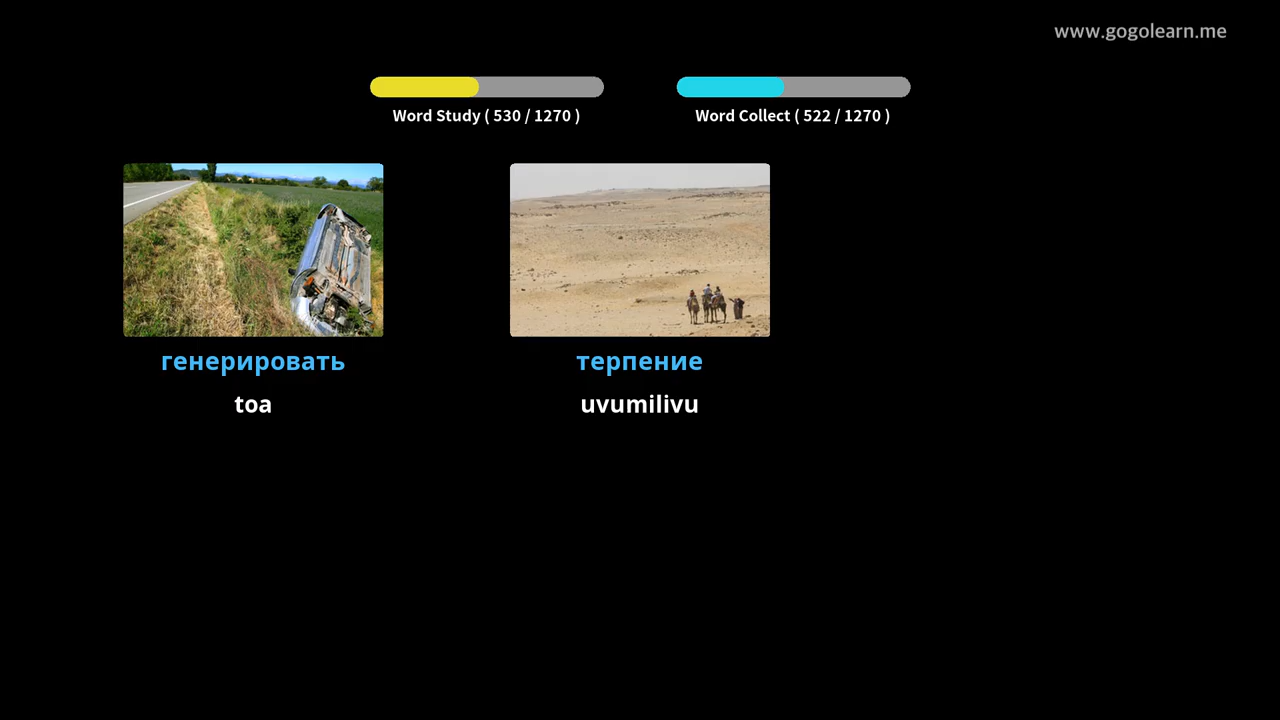 www.gogolearn.me
Word Study ( 530 / 1270 )
Word Collect ( 522 / 1270 )
генерировать
toa
терпение
uvumilivu